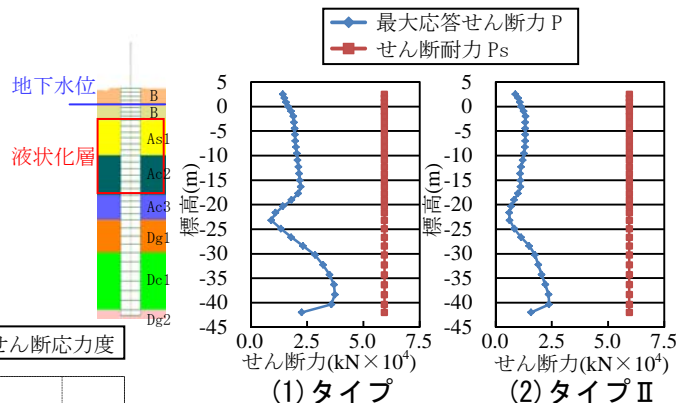 最大応答せん断力 P
せん断耐力 Ps
地下水位
液状化層
B
B
As1
Ac2
Ac3
Dg1
Dc1
Dg2
せん断応力度
標高(m)
5
0
-5
-10
-15
-20
-25
-30
-35
-40
-45
0.0 2.5 5.0 7.5
せん断力(kN×10⁴)
(1) タイプ
標高(m)
5
0
-5
-10
-15
-20
-25
-30
-35
-40
-45
0.0 2.5 5.0 7.5
せん断力(kN×10⁴)
(2) タイプⅡ